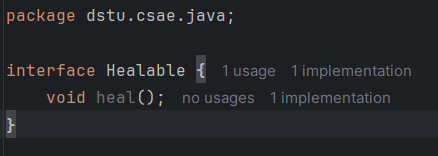 package dstu.csae.java;
interface Healable { 1 usage 1 implementation
void heal(); no usages 1 implementation
}